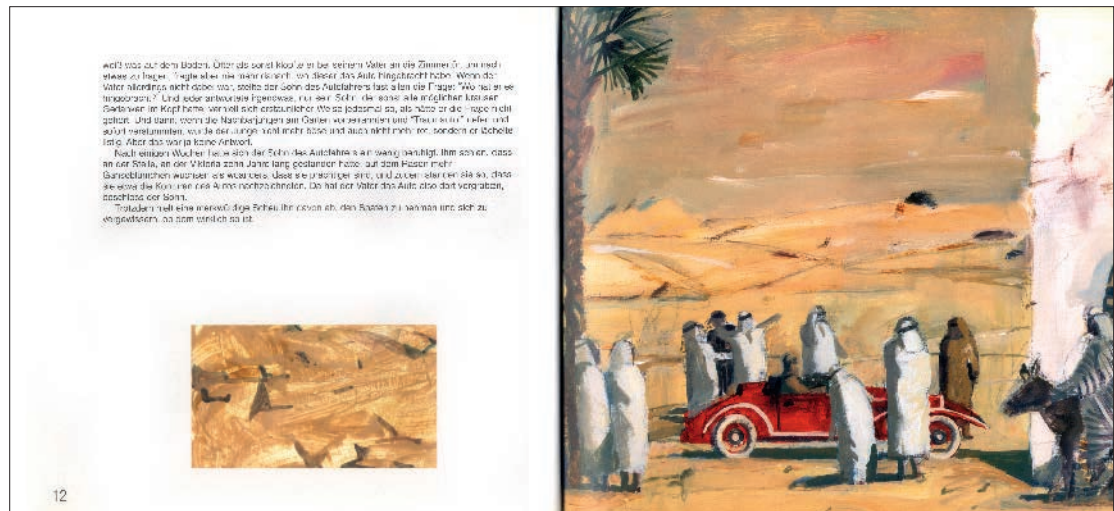 weiß was auf dem Boden. Öfter als sonst klopfte er bei seinem Vater an die Zimmertür, um nach
etwas zu fragen, fragte aber nie mehr danach, wo dieser das Auto hingebracht habe. Wenn der
Vater allerdings nicht dabei war, stellte der Sohn des Autofahrers fast allen die Frage: "Wo hat er es
hingebracht?" Und jeder antwortete irgendwas, nur sein Sohn, der sonst alle möglichen krausen
Gedanken im Kopf hatte, verhielt sich erstaunlicher Weise jedesmal so, als hätte er die Frage nicht
gehört. Und dann, wenn die Nachbarjungen am Garten vorbeirannten und "Traumauto" riefen und
sofort verstummten, wurde der Junge nicht mehr böse und auch nicht mehr rot, sondern er lächelte
listig. Aber das war ja keine Antwort.
Nach einigen Wochen hatte sich der Sohn des Autofahrers ein wenig beruhigt. Ihm schien, dass
an der Stelle, an der Viktoria zehn Jahre lang gestanden hatte, auf dem Rasen mehr
Gänseblümchen wuchsen als woanders, dass sie prächtiger sind, und zudem standen sie so, dass
sie etwa die Konturen des Autos nachzeichneten. Da hat der Vater das Auto also dort vergraben,
beschloss der Sohn.
Trotzdem hielt eine merkwürdige Scheu ihn davon ab, den Spaten zu nehmen und sich zu
vergewissern, ob dem wirklich so ist.
12